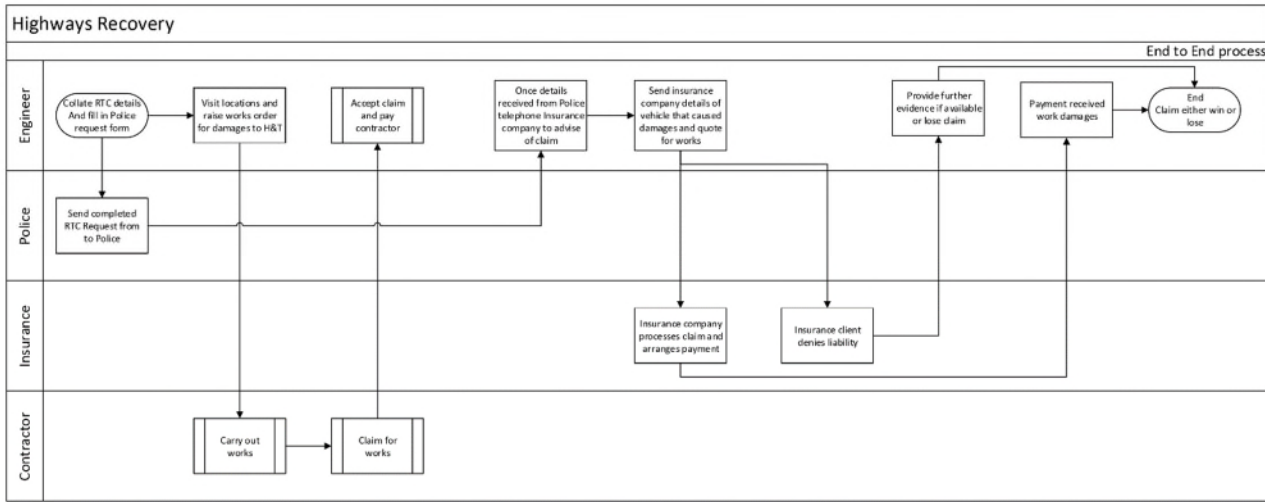 Highways Recovery
End to End process
Engineer
Collate RTC details
And fill in Police
request form
Visit locations and
raise works order
for damages to H&T
Accept claim
and pay
contractor
Once details
received from Police
telephone Insurance
company to advise
of claim
Send insurance
company details of
vehicle that caused
damages and quote
for works
Provide further
evidence if available
or lose claim
Payment received
work damages
End
Claim either win or
lose
Police
Send completed
RTC Request from
to Police
Insurance
Insurance company
processes claim and
arranges payment
Insurance client
denies liability
Contractor
Carry out
works
Claim for
works